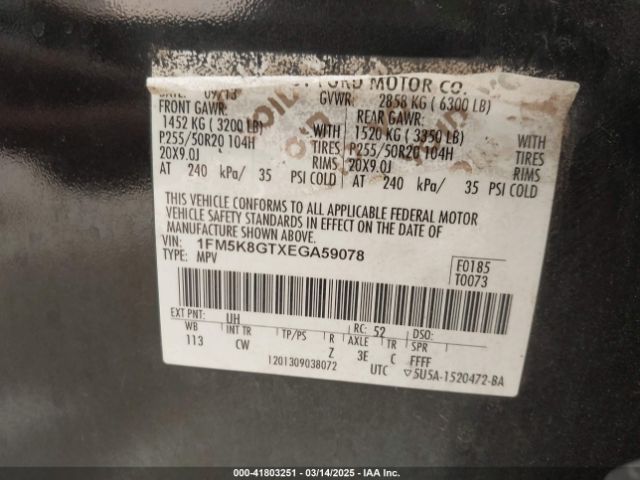 FORD MOTOR CO.
DATE: 09/13 GVWR: 2858 KG ( 6300 LB)
FRONT GAWR: REAR GAWR:
1452 KG ( 3200 LB) WITH 1520 KG ( 3350 LB) WITH
P.255/50R20 104H TIRES P.255/50R20 104H TIRES
20X9.0J RIMS 20X9.0J RIMS
AT 240 kPa/ 35 PSI COLD AT 240 kPa/ 35 PSI COLD
VOID
VOID
VOID
THIS VEHICLE CONFORMS TO ALL APPLICABLE FEDERAL MOTOR
VEHICLE SAFETY STANDARDS IN EFFECT ON THE DATE OF MANUFACTURE
SHOWN ABOVE.
VIN: 1FM5K8GTXEGA59078
TYPE: MPV
F0185
T0073
EXT PNT: UH RC: 52 DSO:
WB INT TR TP/PS R AXLE TR SPR
113 CW Z 3E C FFFF
1201309038072 UTC ▽5U5A-1520472-BA
000-41803251 - 03/14/2025 - IAA Inc.